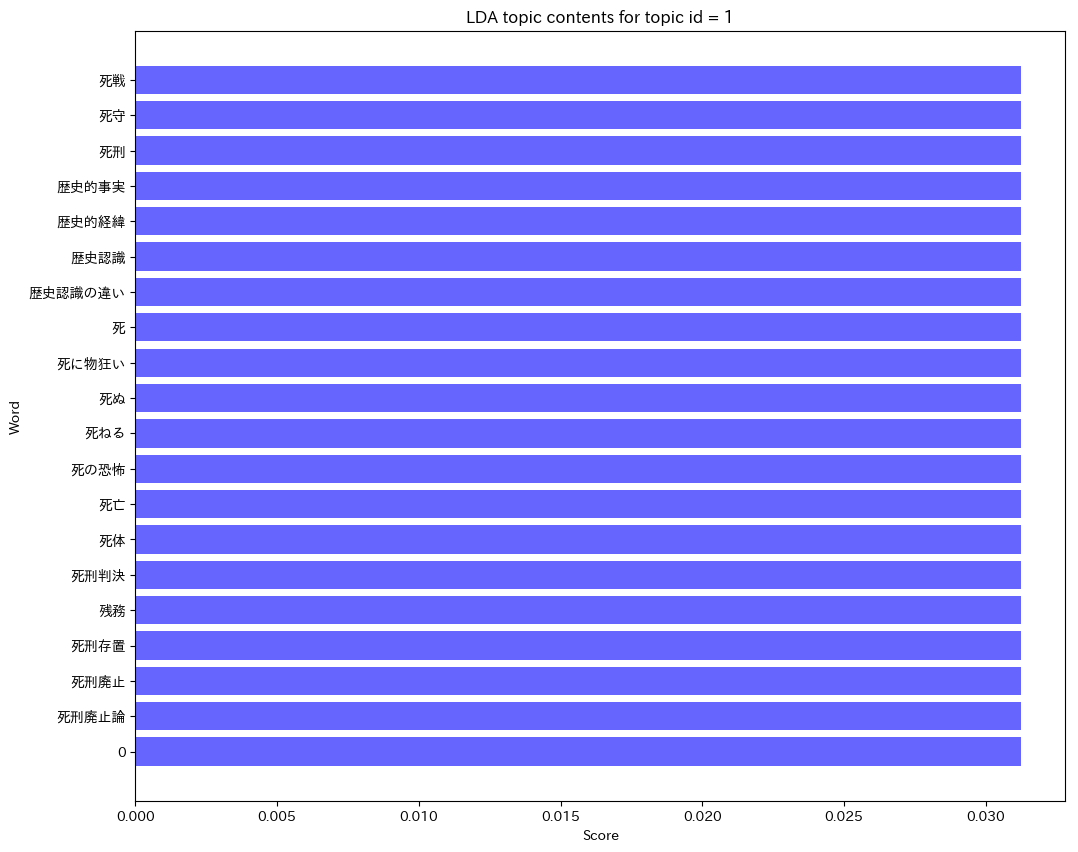 LDA topic contents for topic id = 1
死戦
死守
死刑
歴史的事実
歴史的経緯
歴史認識
歴史認識の違い
死
死に物狂い
死ぬ
死ねる
死の恐怖
死亡
死体
死刑判決
残務
死刑存置
死刑廃止
死刑廃止論
0
Word
0.000 0.005 0.010 0.015 0.020 0.025 0.030
Score